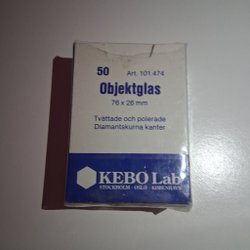 50
Art. 101.474
Objektglas
76 x 26 mm
Tvättade och polerade
Diamantskurna kanter
KEBO Lab
STOCKHOLM · OSLO · KØBENHAVN